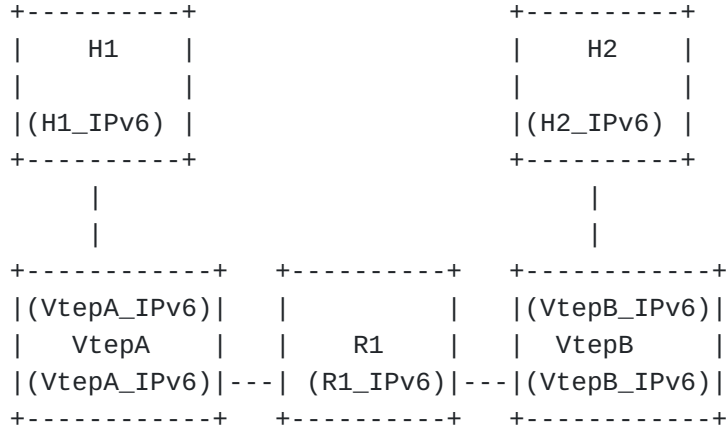 +----------+                    +----------+
|    H1    |                    |    H2    |
|          |                    |          |
|(H1_IPv6) |                    |(H2_IPv6) |
+----------+                    +----------+
     |                               |
     |                               |
+------------+   +----------+   +------------+
|(VtepA_IPv6)|   |          |   |(VtepB_IPv6)|
|   VtepA    |   |    R1    |   |  VtepB     |
|(VtepA_IPv6)|---| (R1_IPv6)|---|(VtepB_IPv6)|
+------------+   +----------+   +------------+